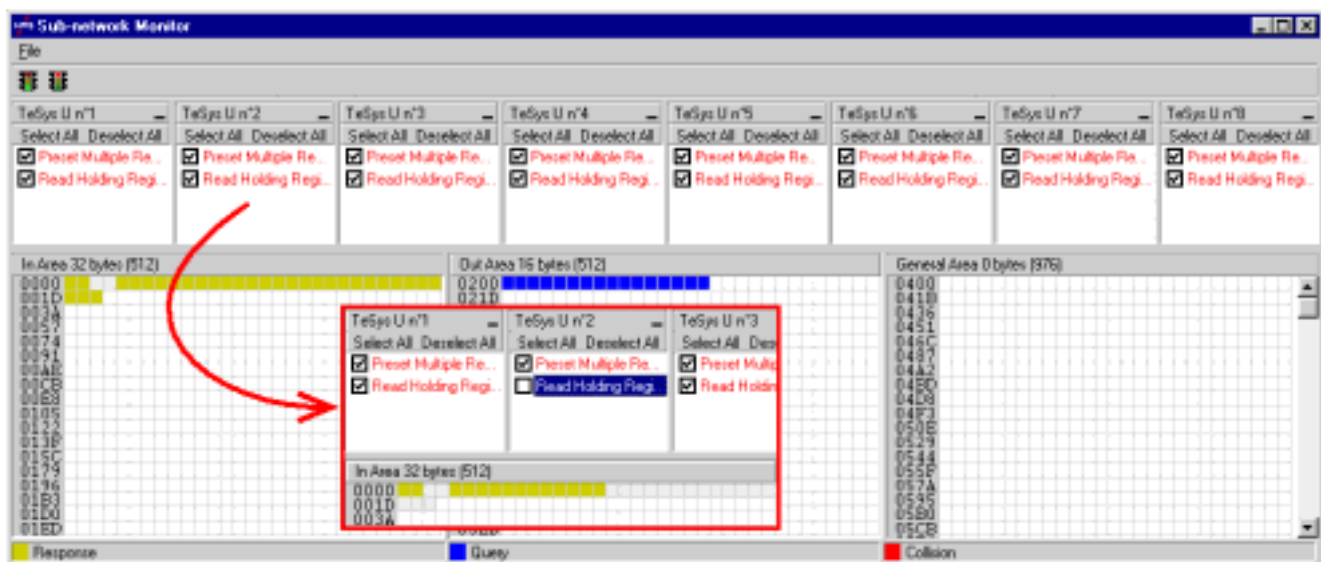 Sub-network Monitor
File
TeSys U n°1 TeSys U n°2 TeSys U n°3 TeSys U n°4 TeSys U n°5 TeSys U n°6 TeSys U n°7 TeSys U n°8
Select All Deselect All Select All Deselect All Select All Deselect All Select All Deselect All Select All Deselect All Select All Deselect All Select All Deselect All Select All Deselect All
Preset Multiple Re... Preset Multiple Re... Preset Multiple Re... Preset Multiple Re... Preset Multiple Re... Preset Multiple Re... Preset Multiple Re... Preset Multiple Re...
Read Holding Regi... Read Holding Regi... Read Holding Regi... Read Holding Regi... Read Holding Regi... Read Holding Regi... Read Holding Regi... Read Holding Regi...
In Area 32 bytes (512) Out Area 16 bytes (512) General Area 0 bytes (976)
0000 0200 0400
001D 021D 041B
003A 0436
0057 0451
0074 046C
0091 0487
00AE 04A2
00CB 04BD
00E8 04D8
0105 04F3
0122 050E
013F 0529
015C 0544
0179 055F
0196 057A
01B3 0595
01D0 05B0
01ED 05CB
TeSys U n°1 TeSys U n°2 TeSys U n°3
Select All Deselect All Select All Deselect All Select All Des
Preset Multiple Re... Preset Multiple Re... Preset Multip
Read Holding Regi... Read Holding Regi... Read Holdin
In Area 32 bytes (512)
0000
001D
003A
Response Query Collision